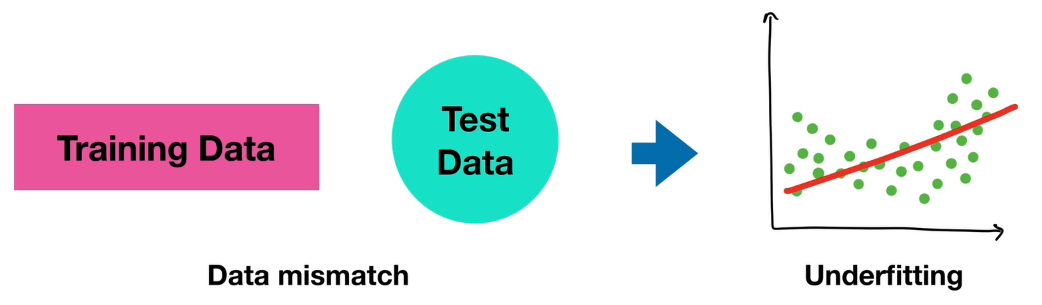 Training Data
Test
Data
Data mismatch
Underfitting